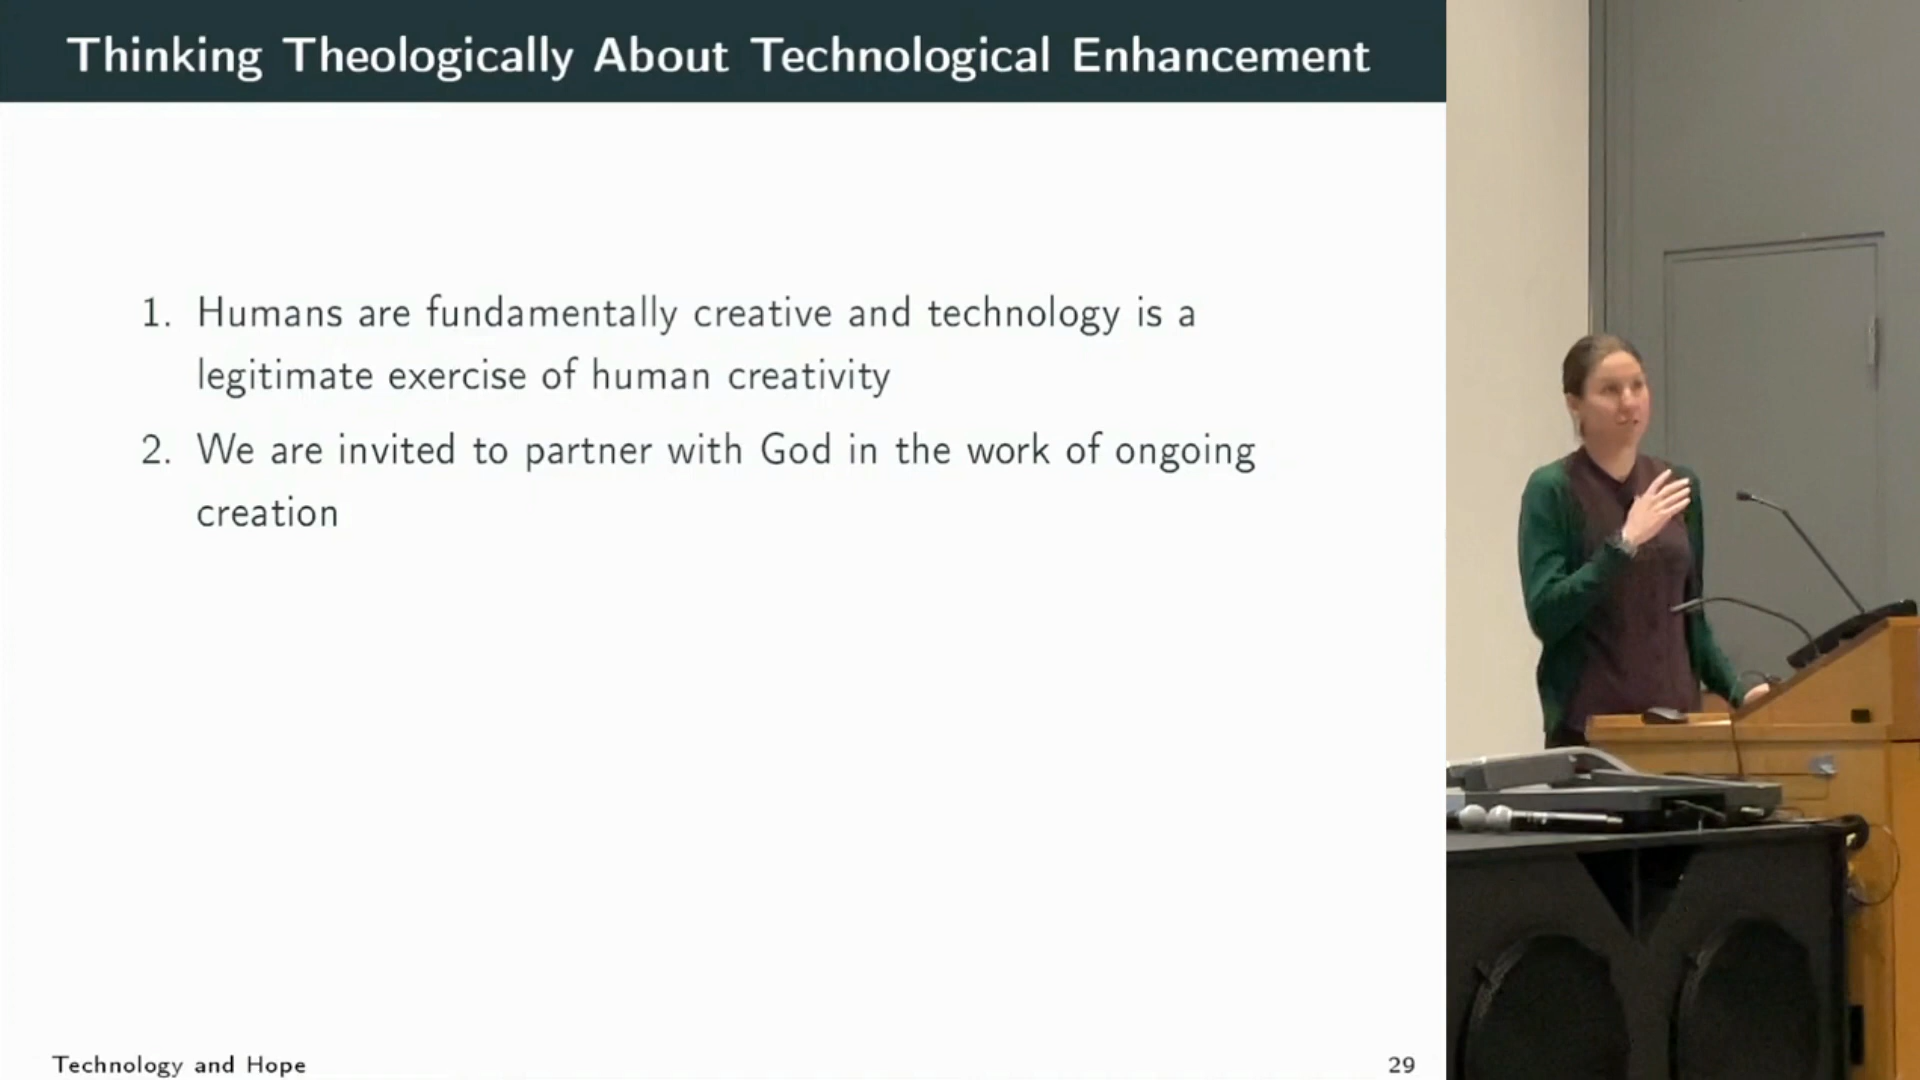 Thinking Theologically About Technological Enhancement
1. Humans are fundamentally creative and technology is a
legitimate exercise of human creativity
2. We are invited to partner with God in the work of ongoing
creation
Technology and Hope
29